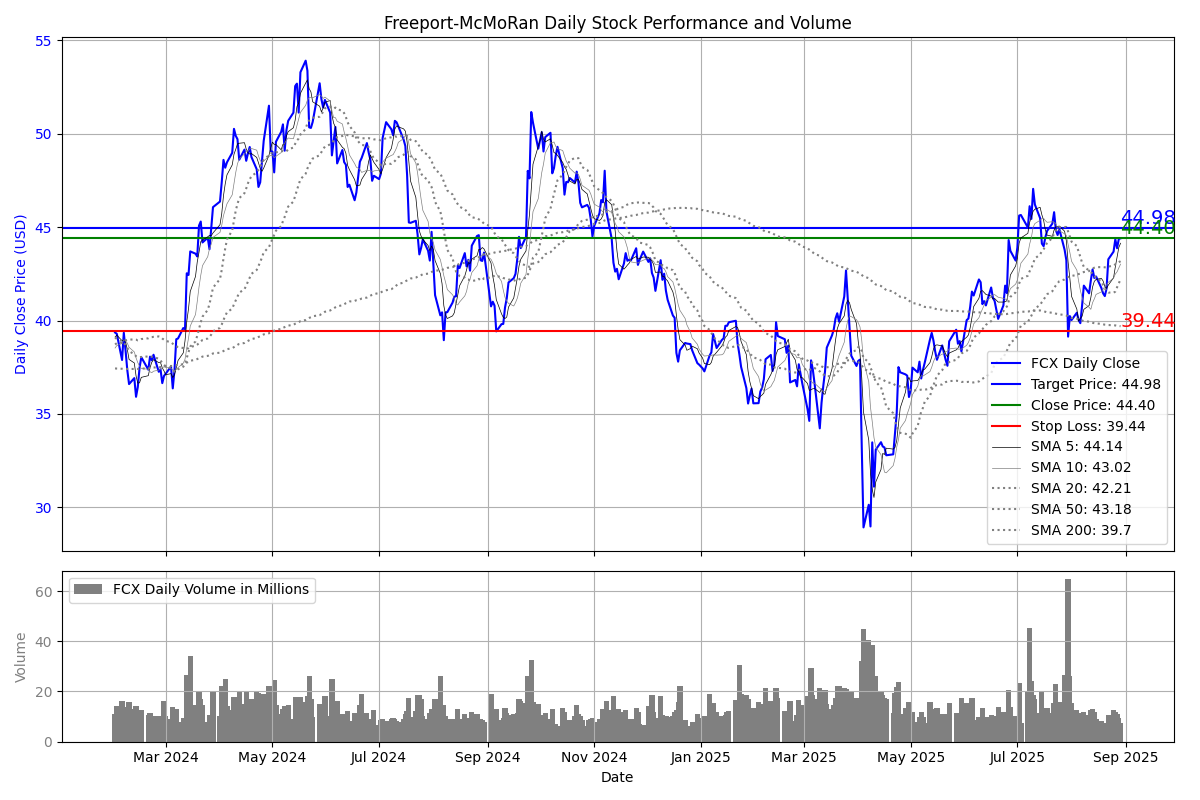 Freeport-McMoRan Daily Stock Performance and Volume
Daily Close Price (USD)
55
50
45
40
35
30
44.98
44.40
39.44
FCX Daily Close
Target Price: 44.98
Close Price: 44.40
Stop Loss: 39.44
SMA 5: 44.14
SMA 10: 43.02
SMA 20: 42.21
SMA 50: 43.18
SMA 200: 39.7
Volume
60
40
20
0
FCX Daily Volume in Millions
Mar 2024 May 2024 Jul 2024 Sep 2024 Nov 2024 Jan 2025 Mar 2025 May 2025 Jul 2025 Sep 2025
Date